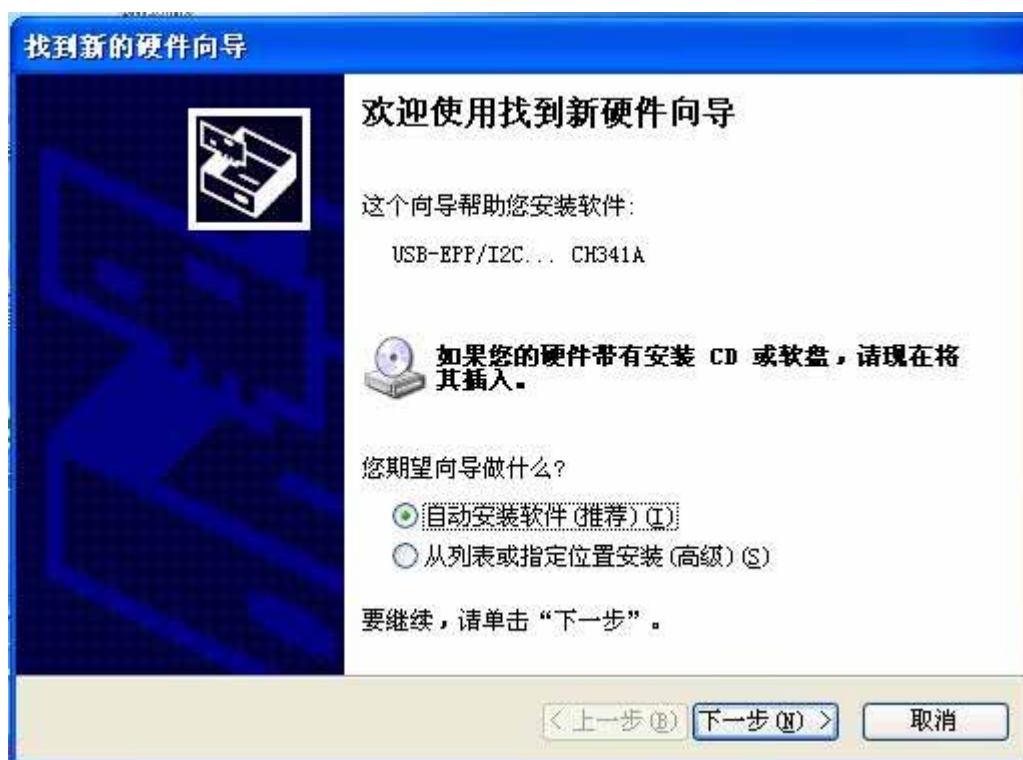 找到新的硬件向导
欢迎使用找到新硬件向导
这个向导帮助您安装软件:
USB-EPP/I2C... CH341A
如果您的硬件带有安装 CD 或软盘，请现在将
其插入。
您期望向导做什么?
自动安装软件(推荐)(I)
从列表或指定位置安装(高级)(S)
要继续，请单击“下一步”。
<上一步(B) 下一步(N) > 取消